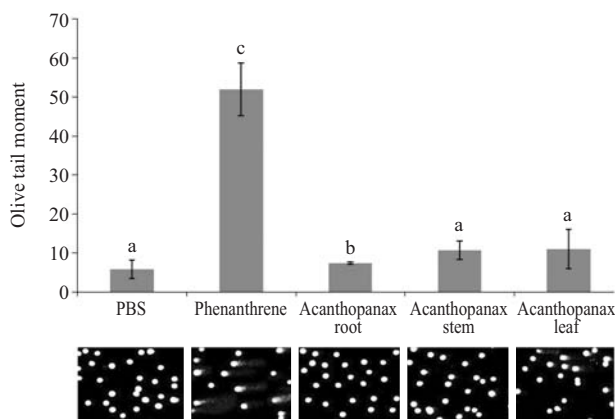 70
60
50
40
30
20
10
0
Olive tail moment
a
c
b
a
a
PBS
Phenanthrene
Acanthopanax
root
Acanthopanax
stem
Acanthopanax
leaf